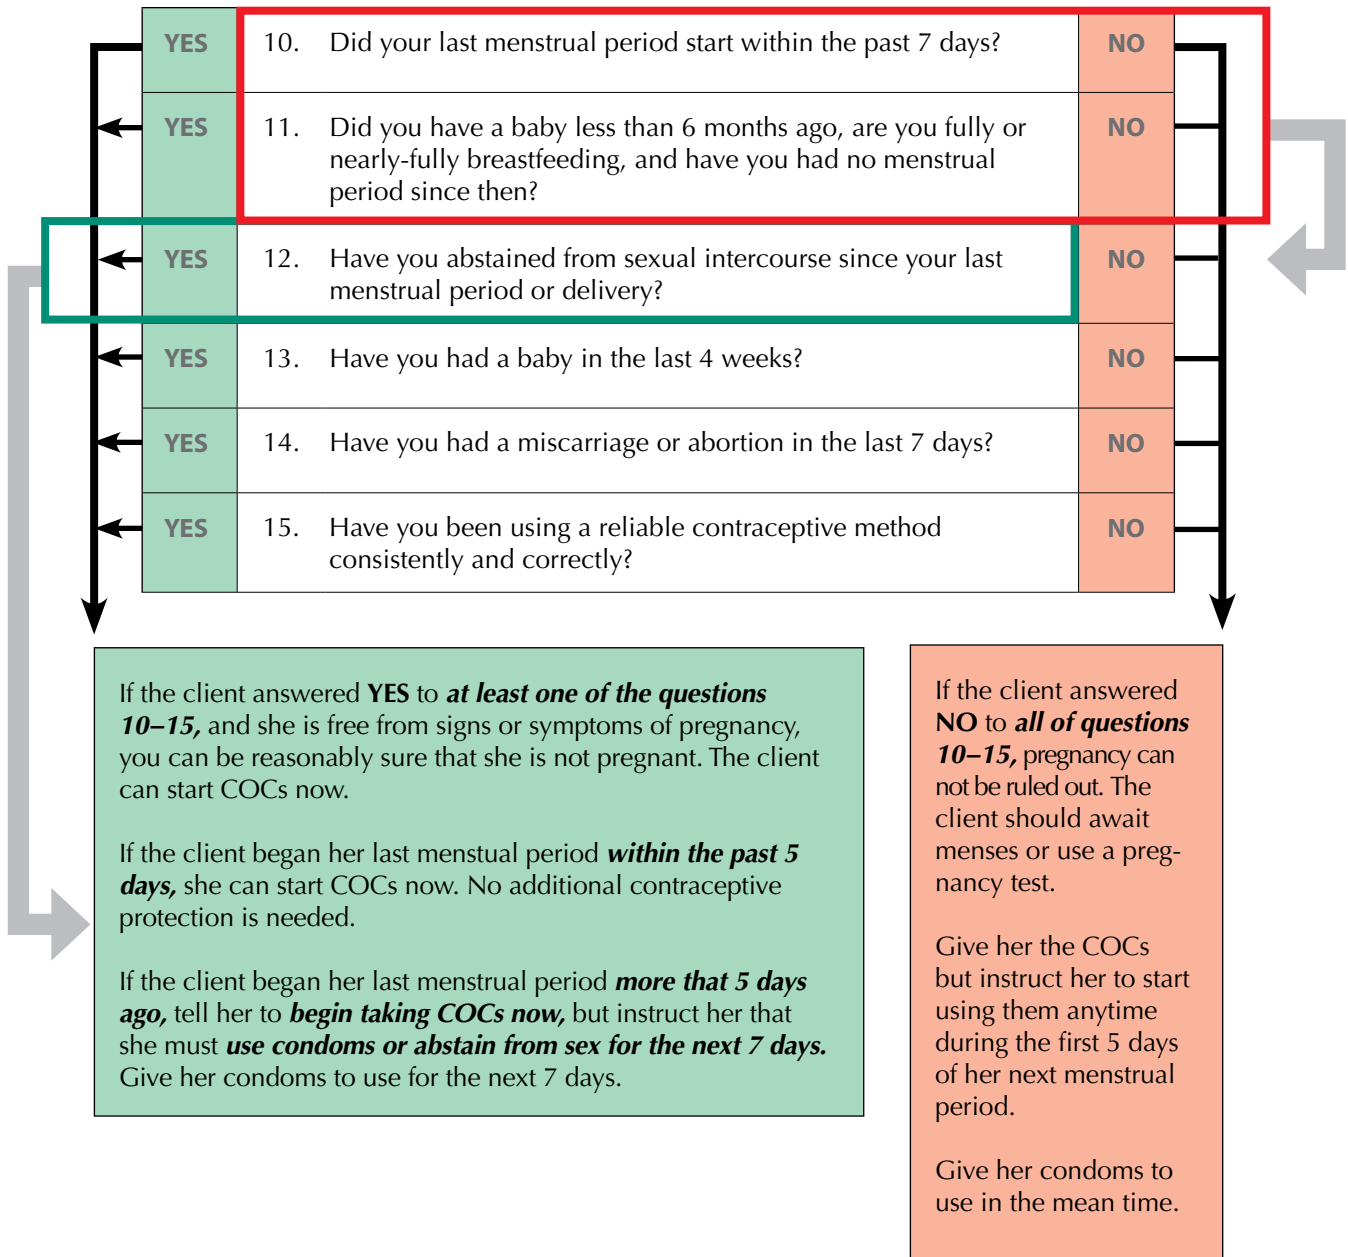 YES 10. Did your last menstrual period start within the past 7 days? NO
YES 11. Did you have a baby less than 6 months ago, are you fully or NO
nearly-fully breastfeeding, and have you had no menstrual
period since then?
YES 12. Have you abstained from sexual intercourse since your last NO
menstrual period or delivery?
YES 13. Have you had a baby in the last 4 weeks? NO
YES 14. Have you had a miscarriage or abortion in the last 7 days? NO
YES 15. Have you been using a reliable contraceptive method NO
consistently and correctly?
If the client answered YES to at least one of the questions
10–15, and she is free from signs or symptoms of pregnancy,
you can be reasonably sure that she is not pregnant. The client
can start COCs now.
If the client began her last menstual period within the past 5
days, she can start COCs now. No additional contraceptive
protection is needed.
If the client began her last menstrual period more that 5 days
ago, tell her to begin taking COCs now, but instruct her that
she must use condoms or abstain from sex for the next 7 days.
Give her condoms to use for the next 7 days.
If the client answered
NO to all of questions
10–15, pregnancy can
not be ruled out. The
client should await
menses or use a preg-
nancy test.
Give her the COCs
but instruct her to start
using them anytime
during the first 5 days
of her next menstrual
period.
Give her condoms to
use in the mean time.